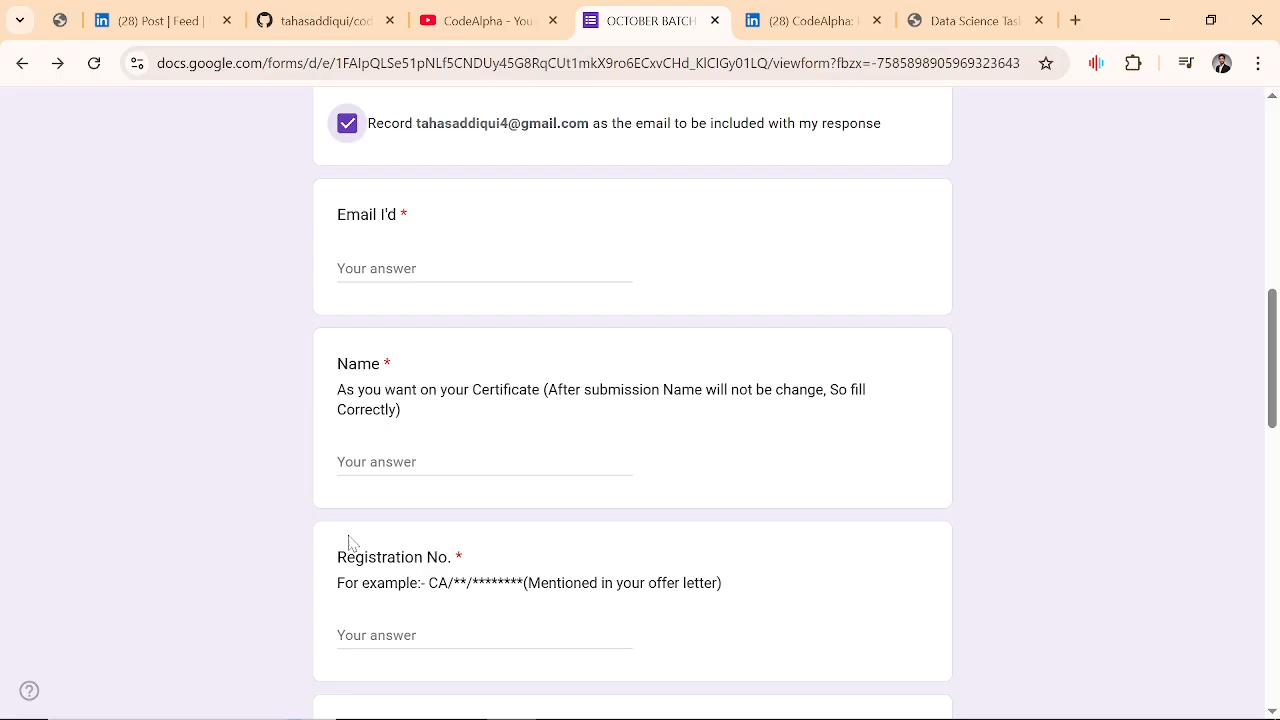 (28) Post | Feed |
tahasiddiqui/cod
CodeAlpha - You
OCTOBER BATCH
(28) CodeAlpha:
Data Science Tas
docs.google.com/forms/d/e/1FAIpQLSe51pNLf5CNDUy45G8RqCUt1mkX9ro6ECxvCHd_KlCIGy01LQ/viewform?fbzx=-7585898905969323643
Record tahasaddiqui4@gmail.com as the email to be included with my response
Email I'd *
Your answer
Name *
As you want on your Certificate (After submission Name will not be change, So fill
Correctly)
Your answer
Registration No. *
For example:- CA/**/********(Mentioned in your offer letter)
Your answer